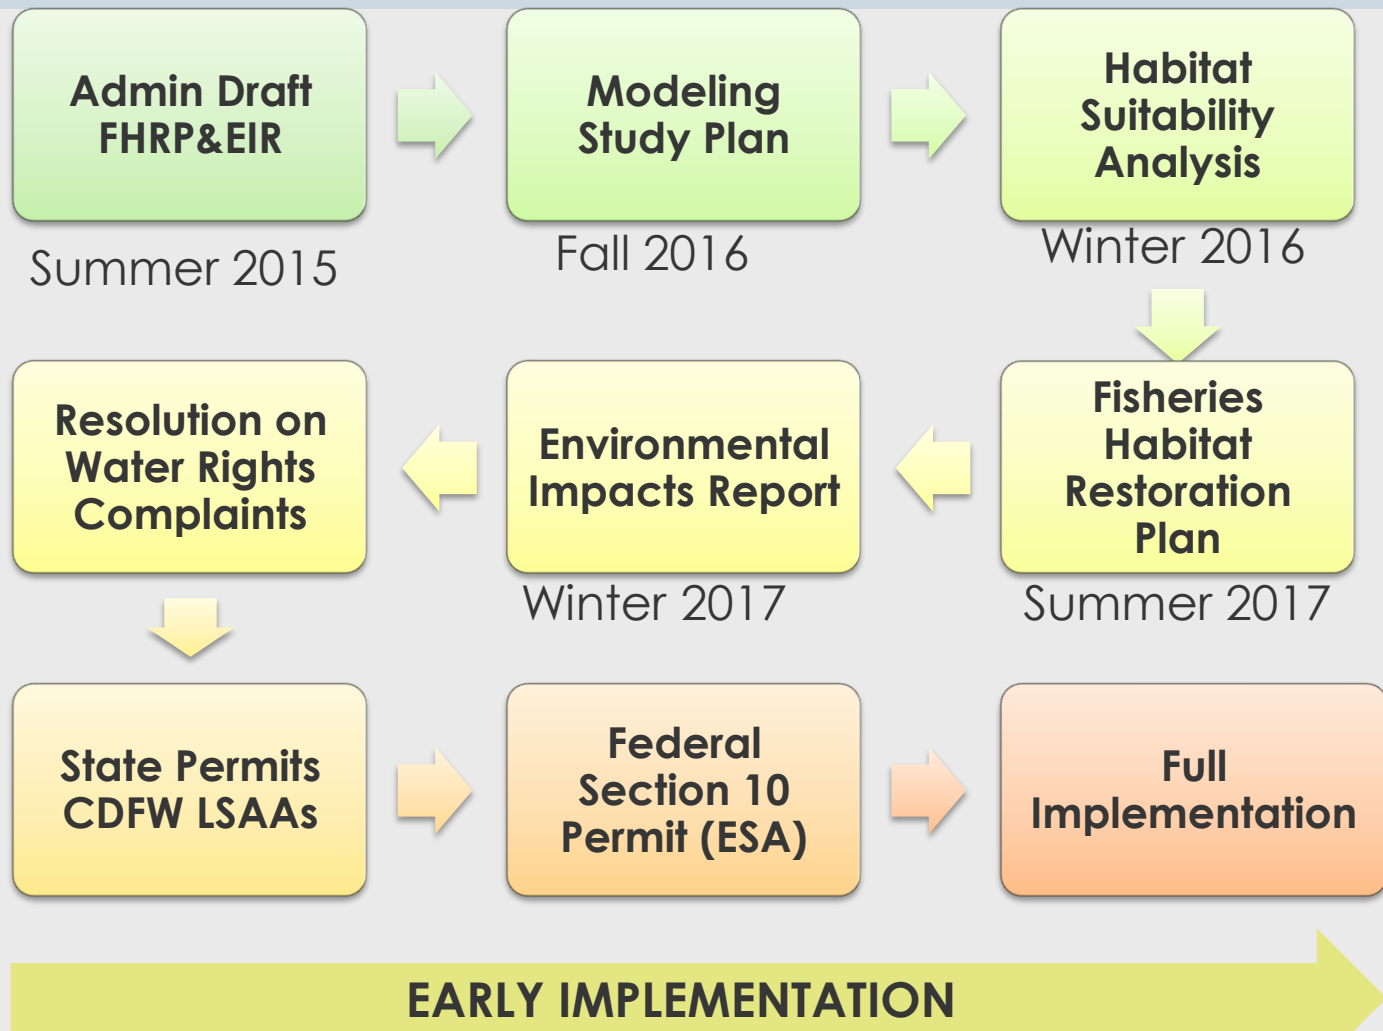 Admin Draft
FHRP&EIR
Modeling
Study Plan
Habitat
Suitability
Analysis
Summer 2015
Fall 2016
Winter 2016
Fisheries
Habitat
Restoration
Plan
Environmental
Impacts Report
Resolution on
Water Rights
Complaints
Summer 2017
Winter 2017
State Permits
CDFW LSAAs
Federal
Section 10
Permit (ESA)
Full
Implementation
EARLY IMPLEMENTATION